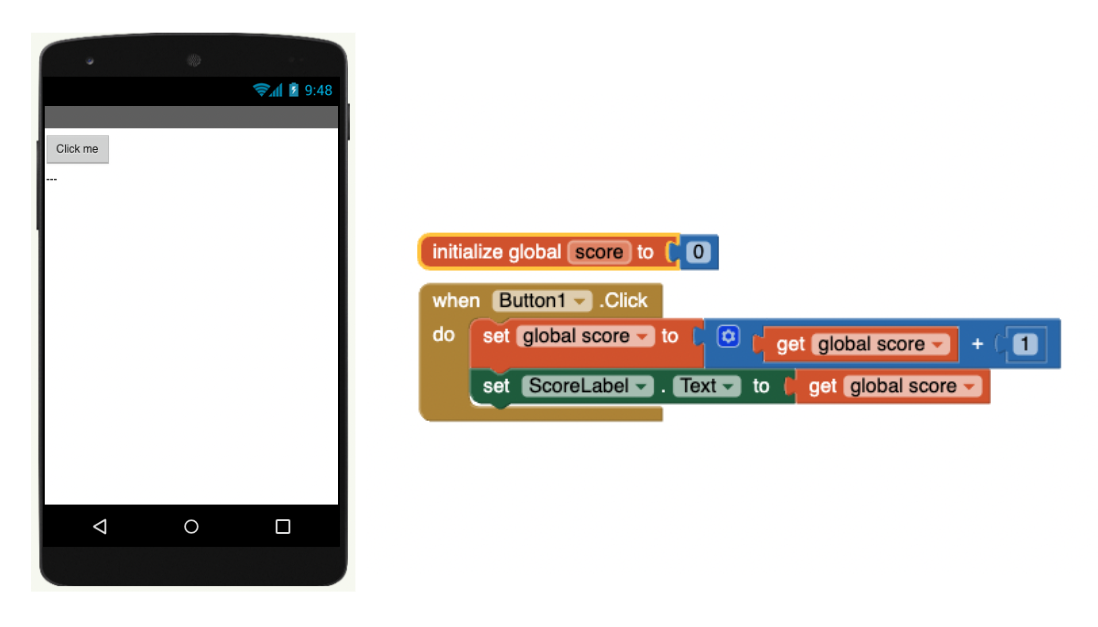 9:48
Click me
---
initialize global score to 0
when Button1 .Click
do set global score to get global score + 1
set ScoreLabel . Text to get global score